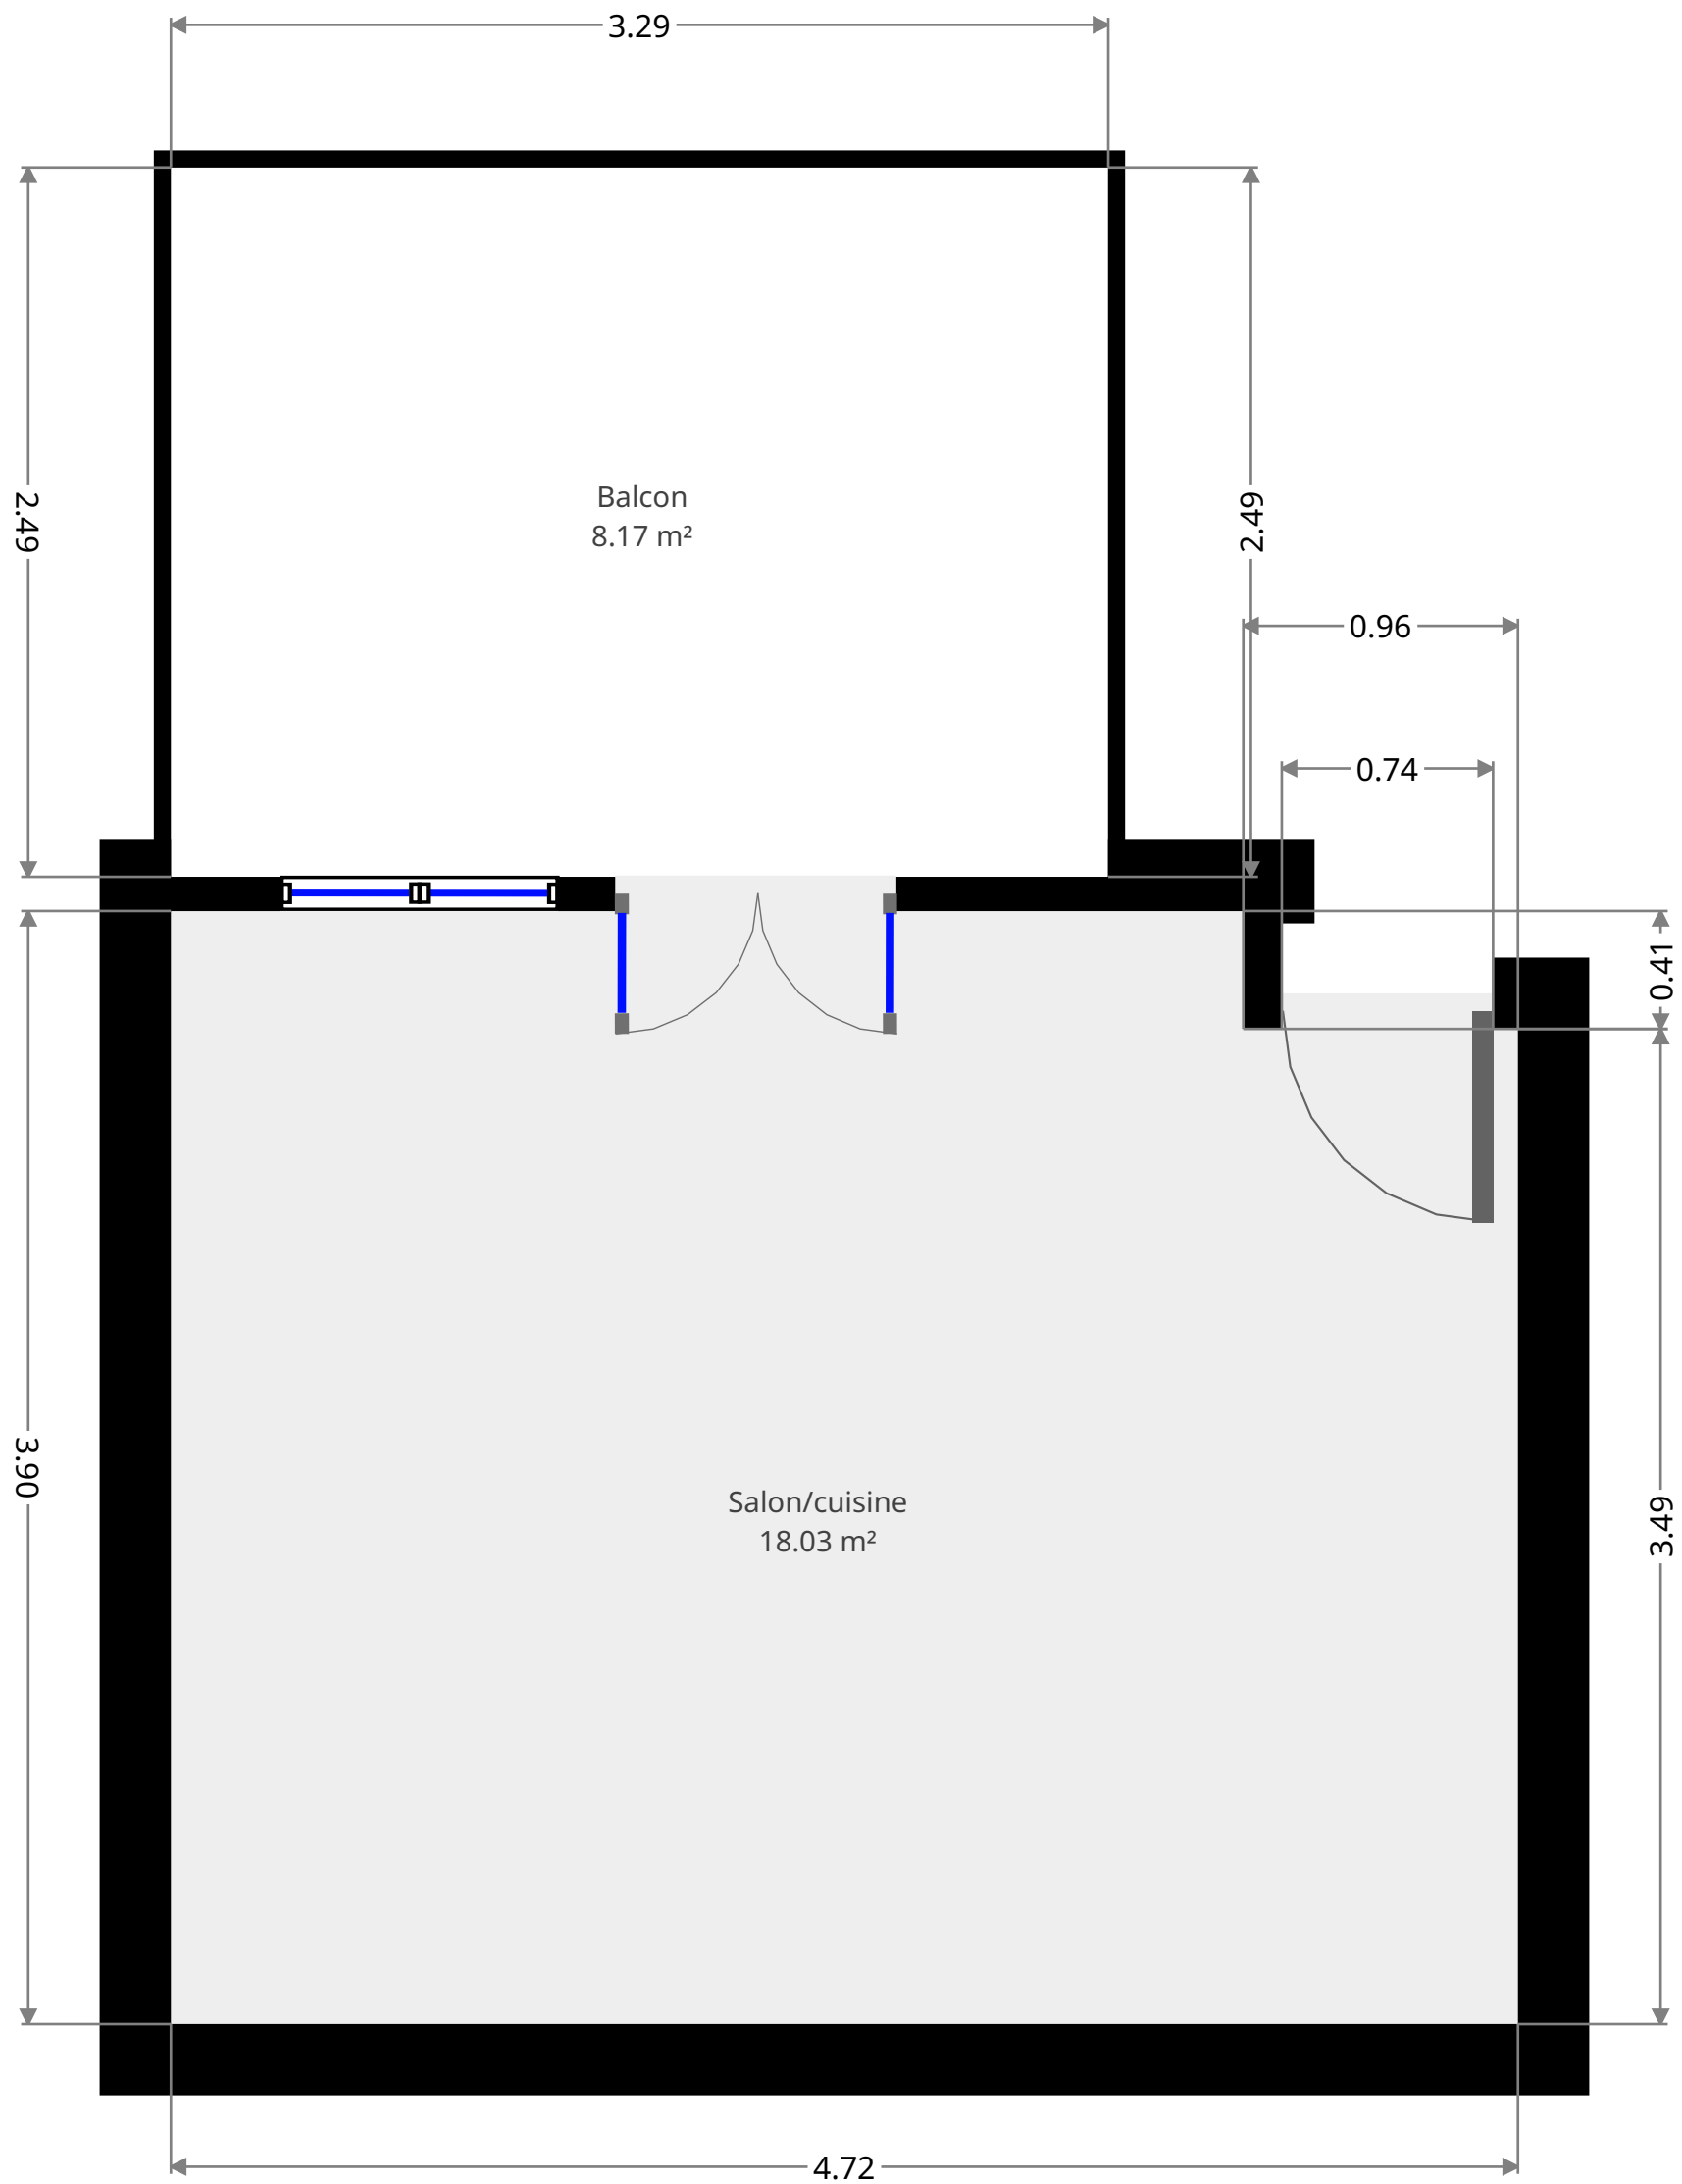 3.29
2.49
2.49
Balcon
8.17 m²
0.96
0.74
0.41
3.90
3.49
Salon/cuisine
18.03 m²
4.72